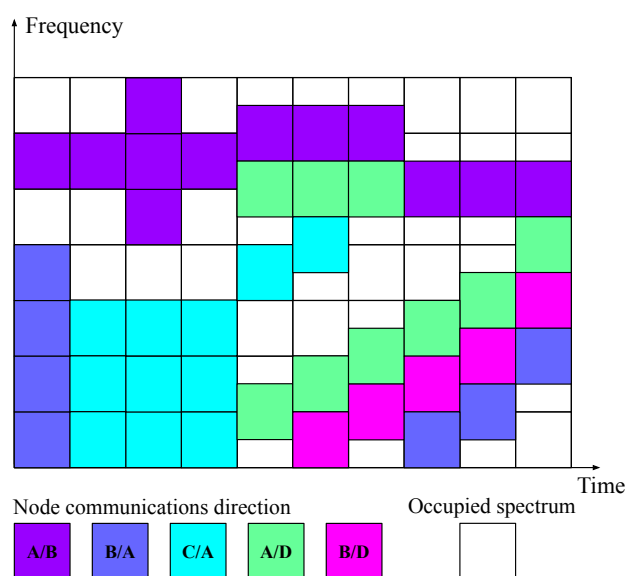 Frequency
Time
Node communications direction
Occupied spectrum
A/B
B/A
C/A
A/D
B/D